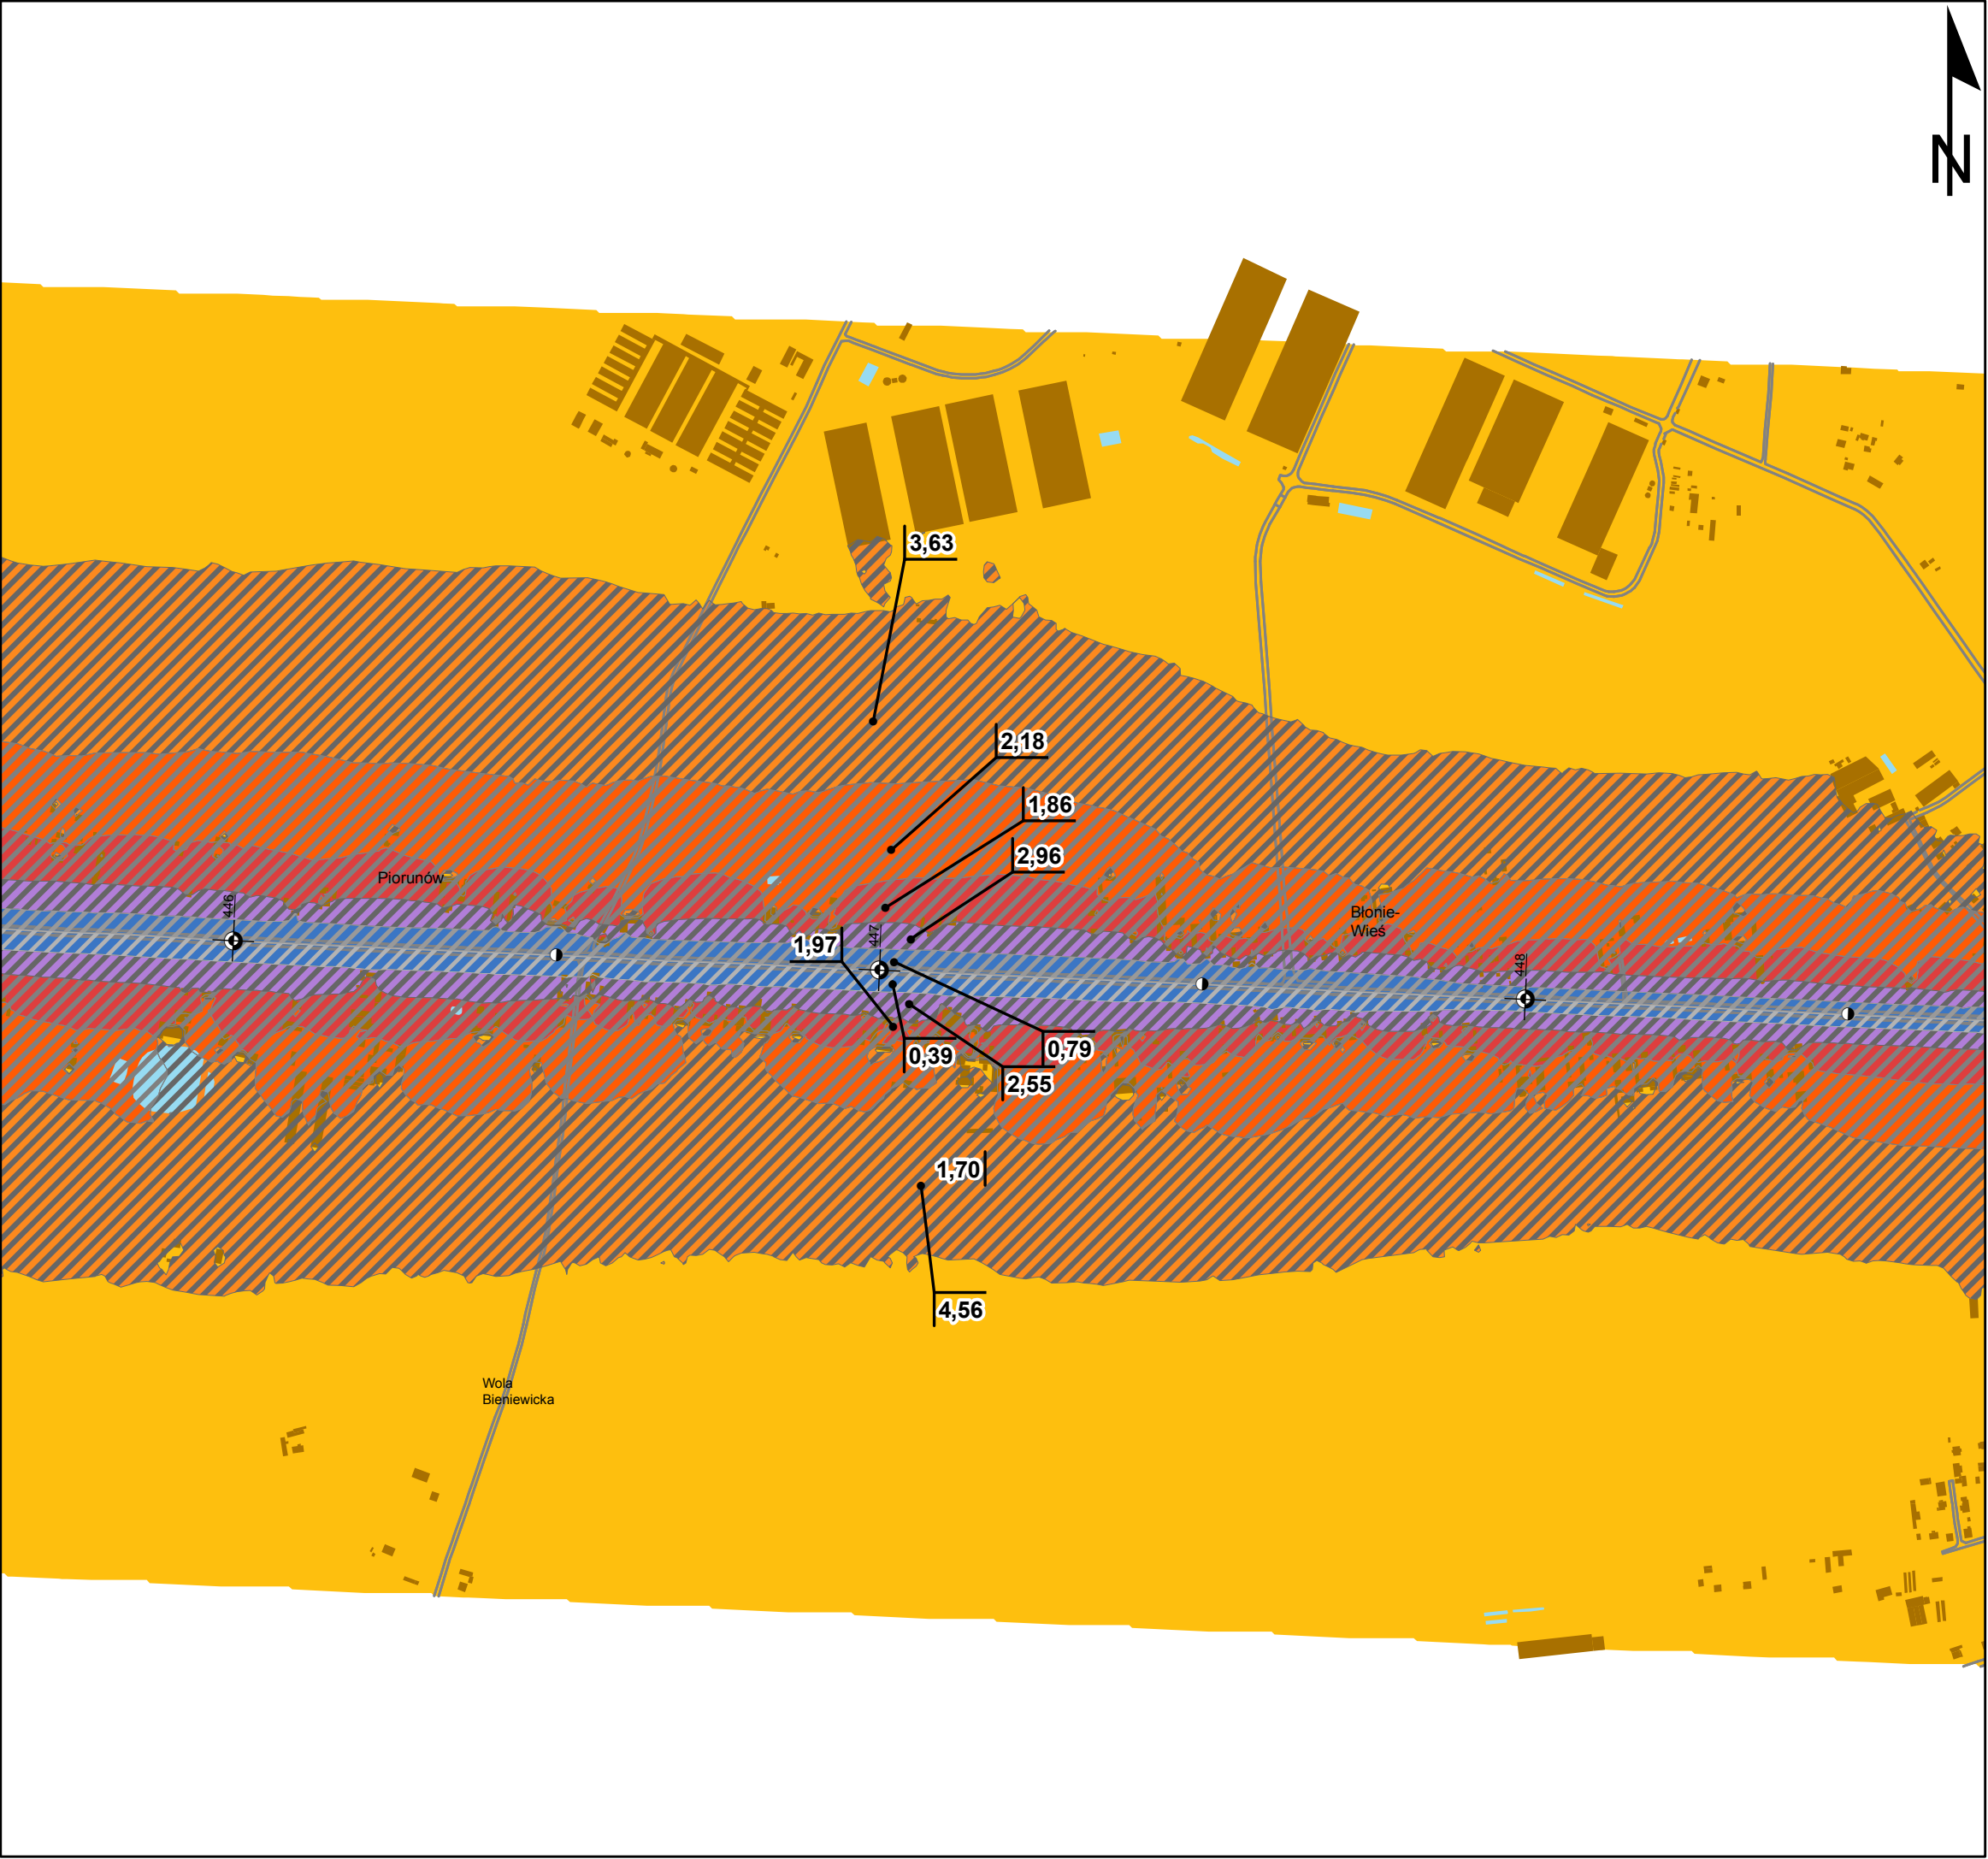 N
3,63
2,18
1,86
2,96
Piorunów
446
Błonie-
Wieś
447
1,97
448
0,79
0,39
2,55
1,70
4,56
Wola
Bieniewicka